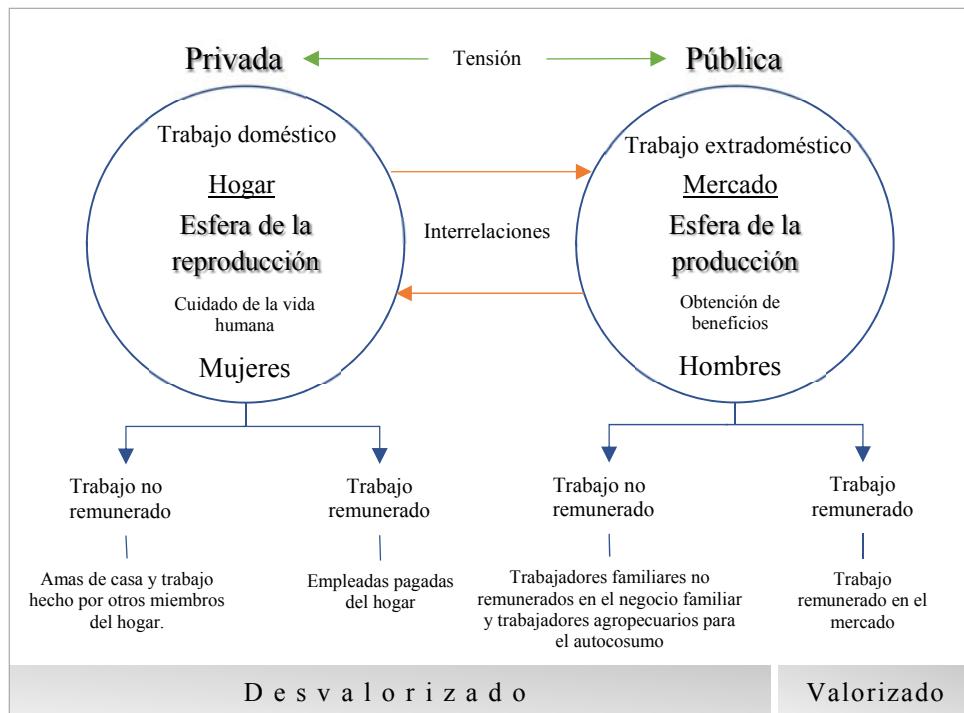 Privada
Tensión
Pública
Trabajo doméstico
Hogar
Esfera de la
reproducción
Cuidado de la vida
humana
Mujeres
Interrelaciones
Trabajo extradoméstico
Mercado
Esfera de la
producción
Obtención de
beneficios
Hombres
Trabajo no
remunerado
Trabajo
remunerado
Trabajo no
remunerado
Trabajo
remunerado
Amas de casa y trabajo
hecho por otros miembros
del hogar.
Empleadas pagadas
del hogar
Trabajadores familiares no
remunerados en el negocio familiar
y trabajadores agropecuarios para
el autocosumo
Trabajo
remunerado en el
mercado
Desvalorizado
Valorizado